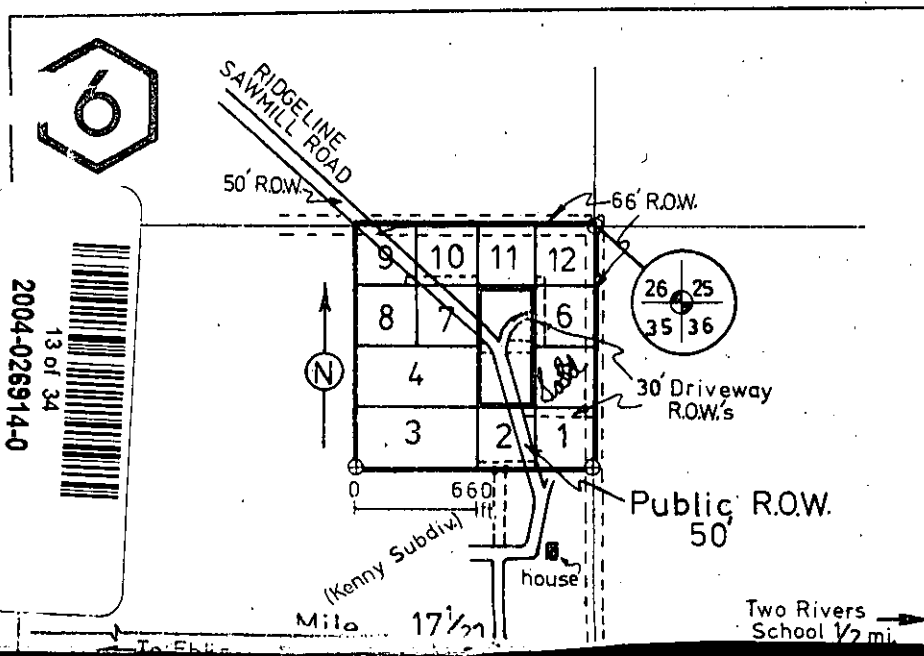 6
RIDGELINE
SAWMILL ROAD
50' R.O.W.
66' R.O.W.
9 10 11 12
8 7 6
4
3 2 1
26 25
35 36
N
30' Driveway
R.O.W.'s
Sold
0 660
ft.
Public R.O.W.
50'
(Kenny Subdiv.)
house
Mile 17½
Two Rivers
School ½ mi.
13 of 34
2004-026914-0